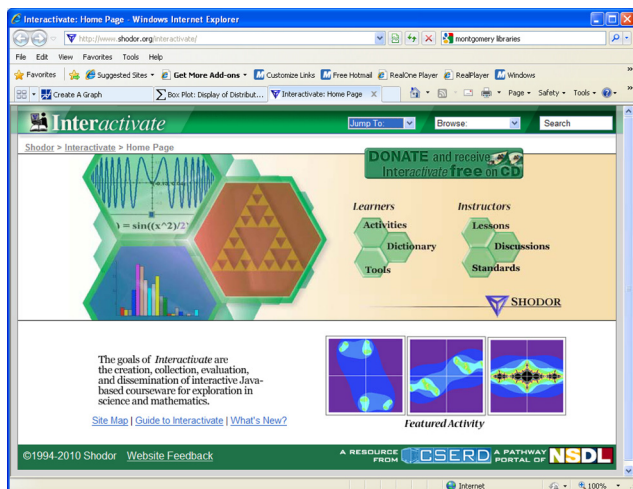 Interactivate: Home Page - Windows Internet Explorer
http://www.shodor.org/interactivate/
montgomery libraries
File Edit View Favorites Tools Help
Favorites Suggested Sites Get More Add-ons Customize Links Free Hotmail RealOne Player RealPlayer Windows
Create A Graph Box Plot: Display of Distribut... Interactivate: Home Page Page Safety Tools
Interactivate Jump To: Browse: Search
Shodor > Interactivate > Home Page
DONATE and receive
Interactivate free on CD
Learners Instructors
Activities Lessons
Dictionary Discussions
Tools Standards
) = sin((x^2)/2)
SHODOR
The goals of Interactivate are
the creation, collection, evaluation,
and dissemination of interactive Java-
based courseware for exploration in
science and mathematics.
Site Map | Guide to Interactivate | What's New?
Featured Activity
©1994-2010 Shodor Website Feedback
A RESOURCE FROM CSERD A PATHWAY PORTAL OF NSDL
Internet 100%